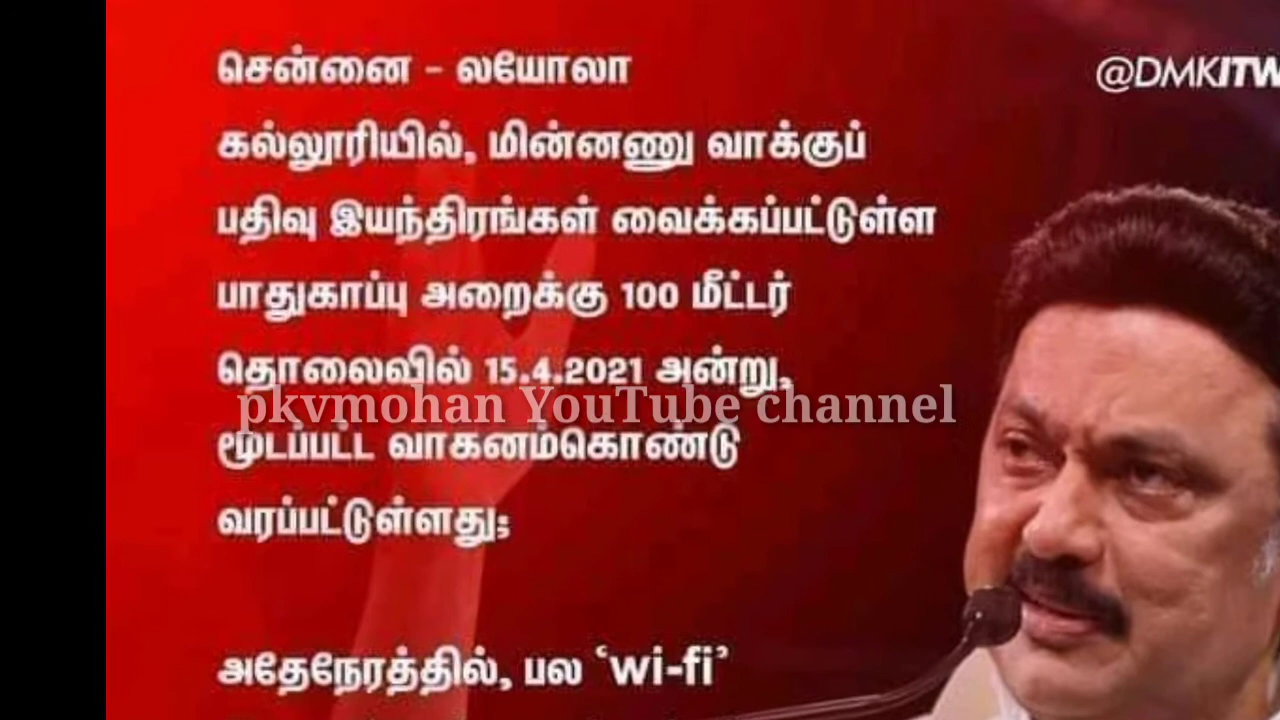 சென்னை - லயோலா
@DMKITW
கல்லூரியில், மின்னணு வாக்குப்
பதிவு இயந்திரங்கள் வைக்கப்பட்டுள்ள
பாதுகாப்பு அறைக்கு 100 மீட்டர்
தொலைவில் 15.4.2021 அன்று,
pkvmohan YouTube channel
மூடப்பட்ட வாகனம்கொண்டு
வரப்பட்டுள்ளது;
அதேநேரத்தில், பல ‘wi-fi’